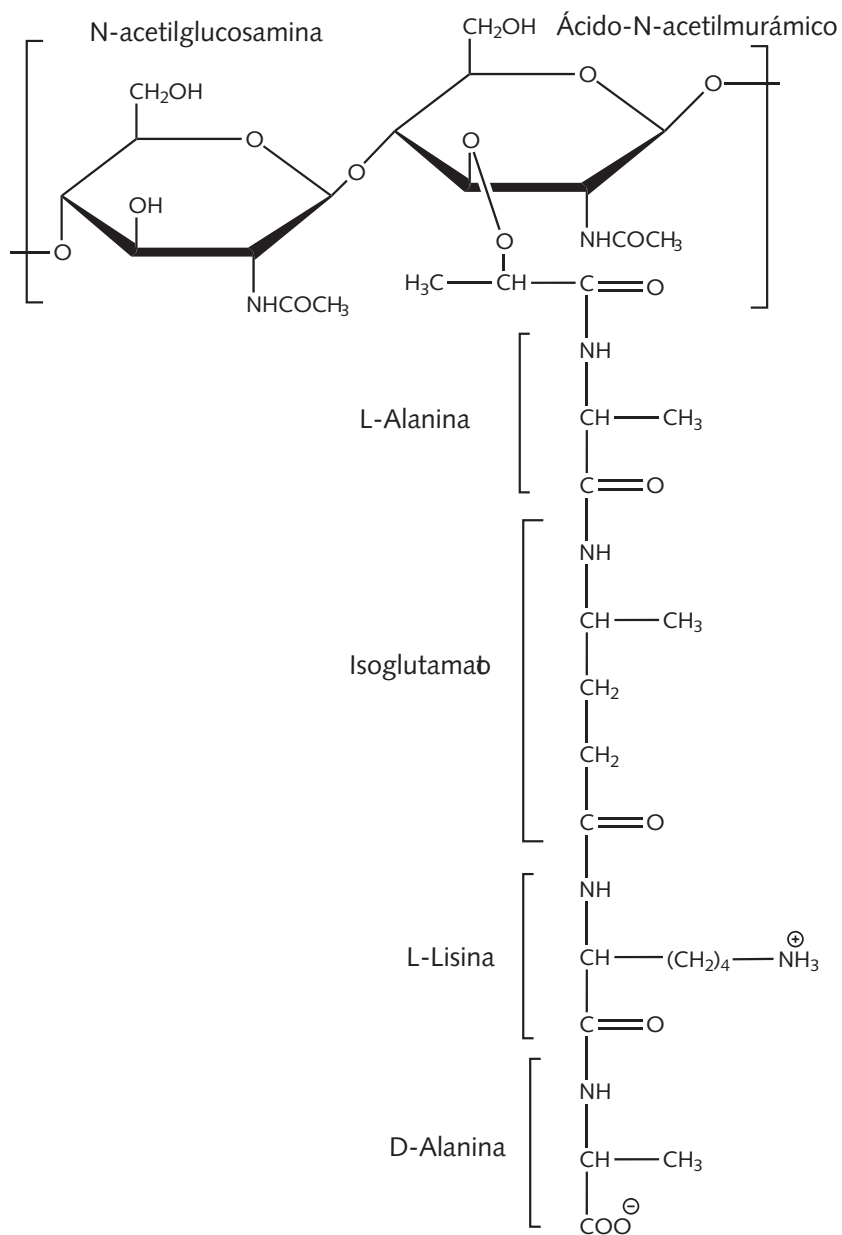 N-acetilglucosamina
Ácido-N-acetilmurámico
CH₂OH
O
O
CH₂OH
O
O
O
OH
O
O
NHCOCH₃
NHCOCH₃
H₃C CH C O
NH
L-Alanina
CH CH₃
C O
NH
CH CH₃
Isoglutamato
CH₂
CH₂
C O
NH
L-Lisina
CH (CH₂)₄ NH₃ ⊕
C O
NH
D-Alanina
CH CH₃
COO ⊖